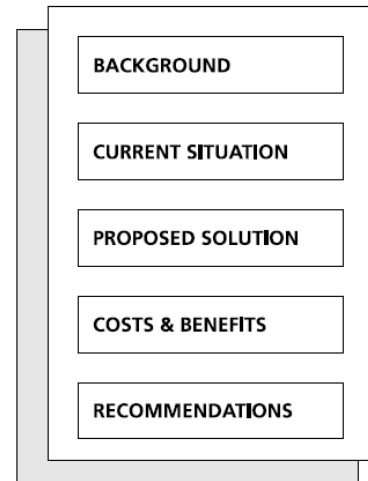 BACKGROUND
CURRENT SITUATION
PROPOSED SOLUTION
COSTS & BENEFITS
RECOMMENDATIONS